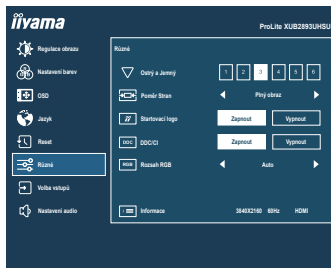 iiyama
ProLite XUB2893UHSU
Regulace obrazu
Nastavení barev
OSD
Jazyk
Reset
Různé
Volba vstupů
Nastavení audio
Různé
Ostrý a Jemný 1 2 3 4 5 6
Poměr Stran Plný obraz
Startovací logo Zapnout Vypnout
DDC DDC/CI Zapnout Vypnout
RGB Rozsah RGB Auto
Informace 3840X2160 60Hz HDMI